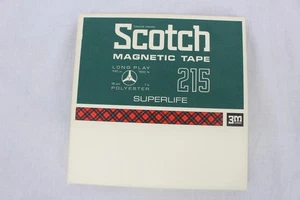 Scotch
MAGNETIC TAPE
LONG PLAY
POLYESTER
215
SUPERLIFE
3m